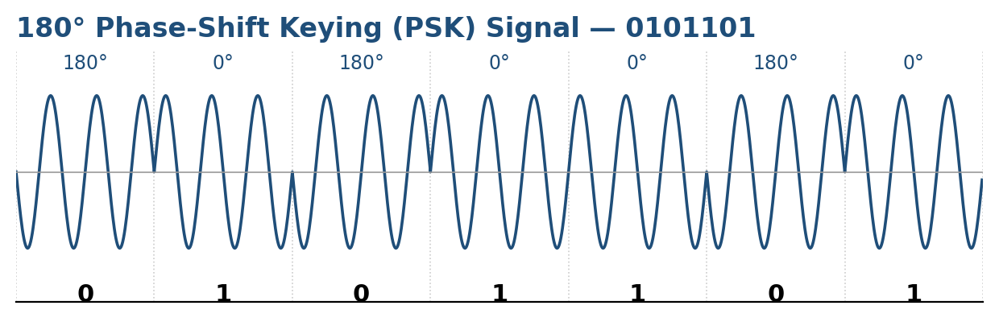 180° Phase-Shift Keying (PSK) Signal — 0101101
180° 0° 180° 0° 0° 180° 0°
0 1 0 1 1 0 1